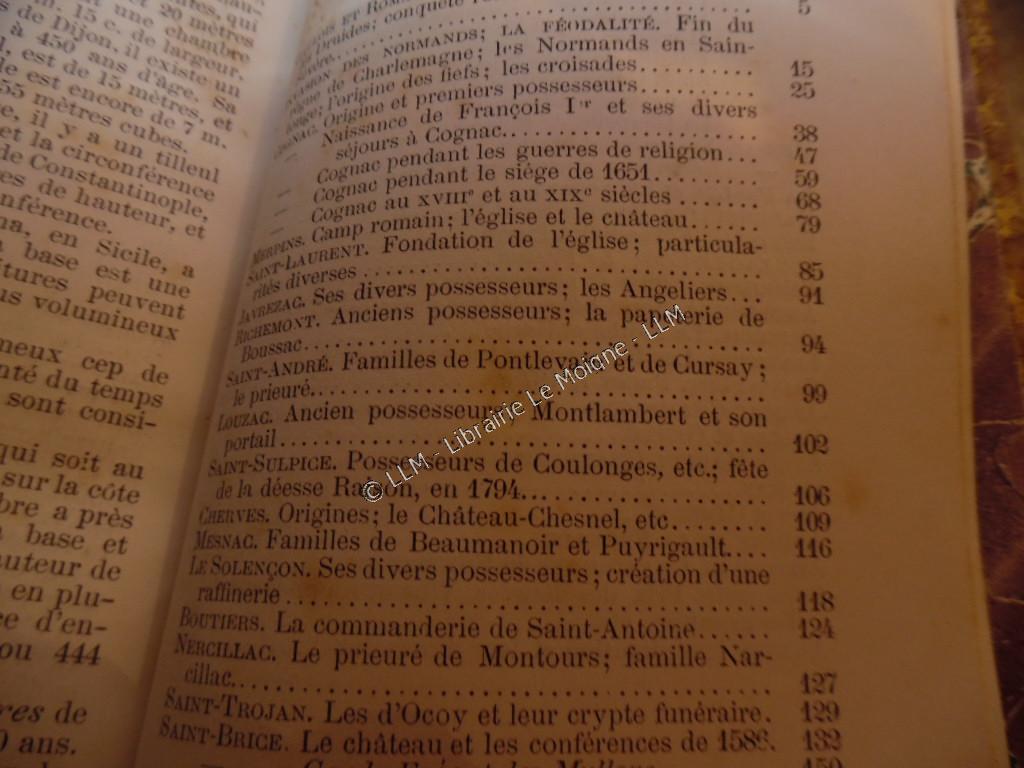 15 c. de largeur.
de Dijon, il existe un
à 450 ans d'âge. Sa
est de 15 mètres, et
est encore de 7 m.
55 mètres cubes.
il y a un tilleul
et la circonférence
de Constantinople,
de hauteur, et
en Sicile, a
base est une
peuvent
volumineux
cep de
du temps
sont consi-
qui soit au
sur la côte
a près
base et
de
en plu-
d'en-
ou 444
de
ans.
Druides; conquête
DES NORMANDS; LA FÉODALITÉ. Fin du
de Charlemagne; les Normands en Sain-
l'origine des fiefs; les croisades 15
COGNAC. Origine et premiers possesseurs 25
— Naissance de François Ier et ses divers
séjours à Cognac 38
— Cognac pendant les guerres de religion 47
— Cognac pendant le siége de 1651 59
— Cognac au XVIIIe et au XIXe siècles 68
MERPINS. Camp romain; l'église et le château 79
SAINT-LAURENT. Fondation de l'église; particula-
rités diverses 85
JAVREZAC. Ses divers possesseurs; les Angeliers 91
RICHEMONT. Anciens possesseurs; la papeterie de
Boussac 94
SAINT-ANDRÉ. Familles de Pontlevain et de Cursay;
le prieuré 99
LOUZAC. Ancien possesseur; Montlambert et son
portail 102
SAINT-SULPICE. Possesseurs de Coulonges, etc.; fête
de la déesse Raison, en 1794 106
CHERVES. Origines; le Château-Chesnel, etc 109
MESNAC. Familles de Beaumanoir et Puyrigault 116
LE SOLENÇON. Ses divers possesseurs; création d'une
raffinerie 118
BOUTIERS. La commanderie de Saint-Antoine 124
NERCILLAC. Le prieuré de Montours; famille Nar-
cillac 127
SAINT-TROJAN. Les d'Ocoy et leur crypte funéraire. 129
SAINT-BRICE. Le château et les conférences de 1586. 132
© LLM - Librairie Le Moigne - LLM